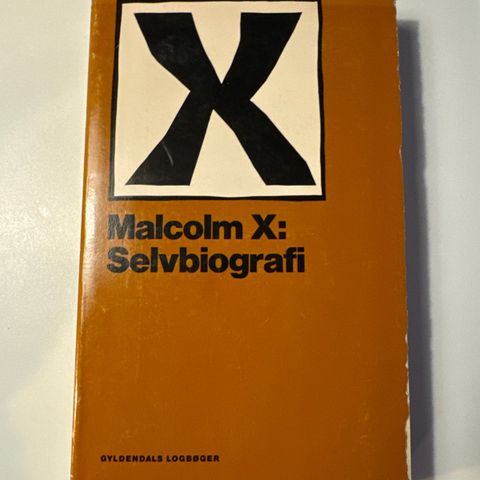 X
Malcolm X:
Selvbiografi
GYLDENDALS LOGBØGER